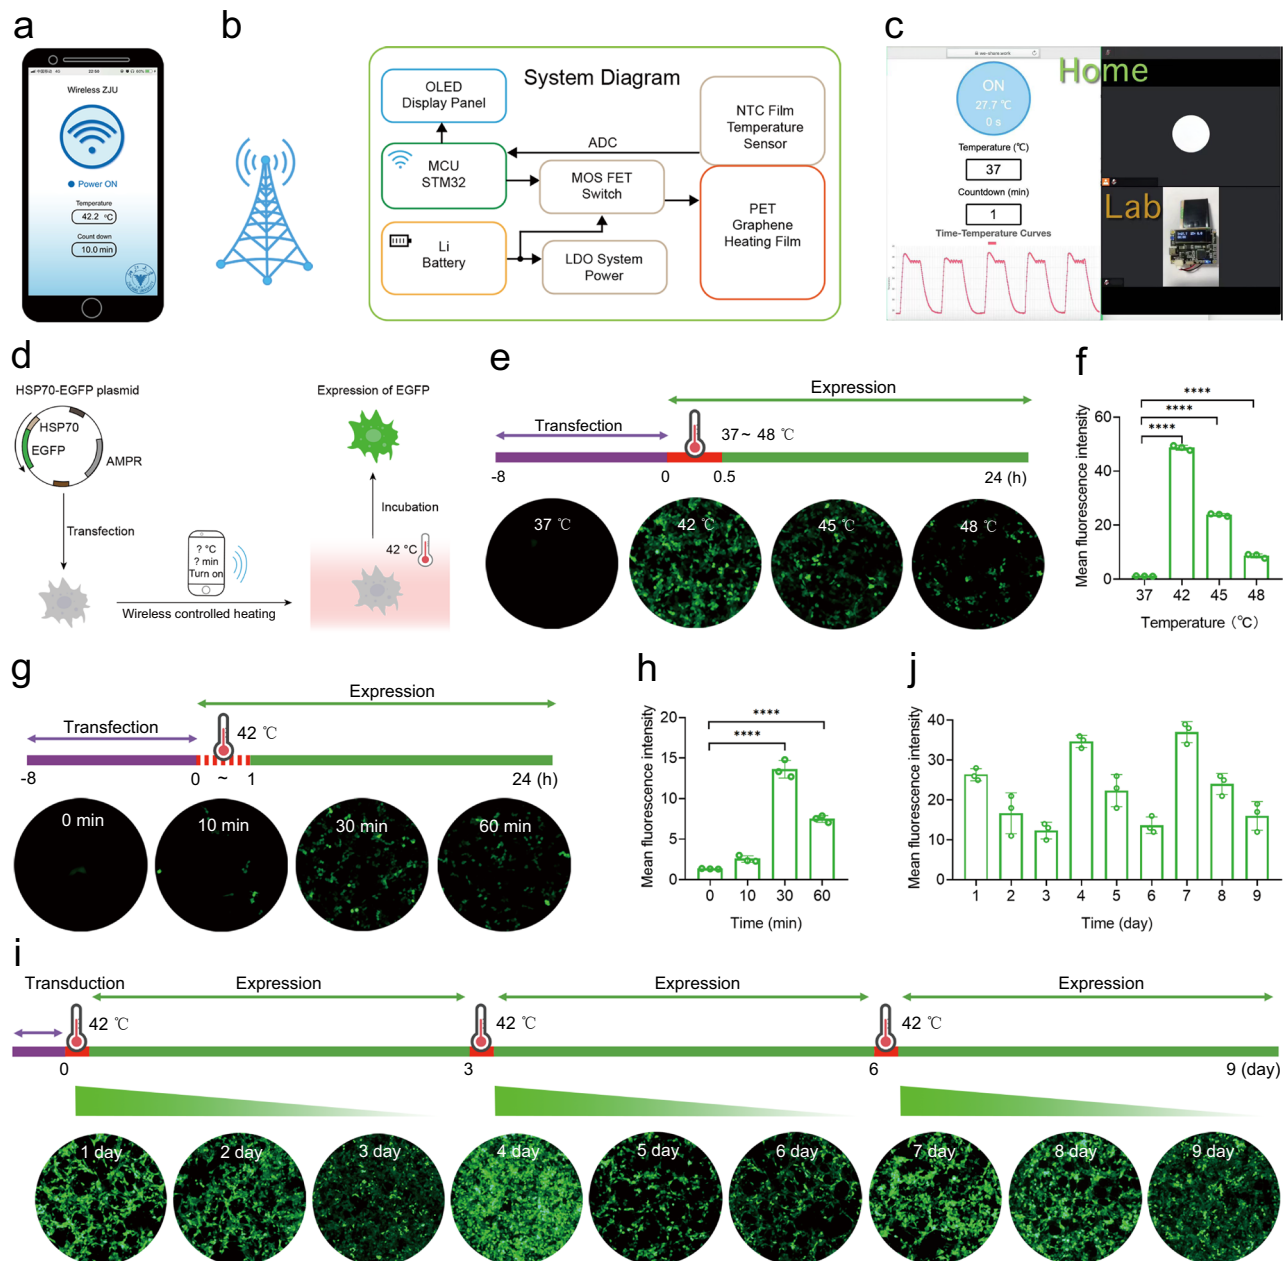 a
Wireless ZJU
Power ON
Temperature
42.2 °C
Count down
10.0 min
b
System Diagram
OLED
Display Panel
MCU
STM32
Li
Battery
ADC
MOS FET
Switch
LDO System
Power
NTC Film
Temperature
Sensor
PET
Graphene
Heating Film
c
Home
ON
27.7 ℃
0 s
Temperature (℃)
37
Countdown (min)
1
Time-Temperature Curves
Lab
d
HSP70-EGFP plasmid
HSP70
EGFP
AMPR
Transfection
? °C
? min
Turn on
Wireless controlled heating
Expression of EGFP
Incubation
42 °C
e
Expression
Transfection
37 ~ 48 ℃
-8 0 0.5 24 (h)
37 ℃ 42 ℃ 45 ℃ 48 ℃
f
Mean fluorescence intensity
60
40
20
0
****
****
****
37 42 45 48
Temperature (℃)
g
Expression
Transfection
42 ℃
-8 0 ~ 1 24 (h)
0 min 10 min 30 min 60 min
h
Mean fluorescence intensity
20
15
10
5
0
****
****
0 10 30 60
Time (min)
j
Mean fluorescence intensity
40
30
20
10
0
1 2 3 4 5 6 7 8 9
Time (day)
i
Transduction Expression Expression Expression
42 ℃ 42 ℃ 42 ℃
0 3 6 9 (day)
1 day 2 day 3 day 4 day 5 day 6 day 7 day 8 day 9 day